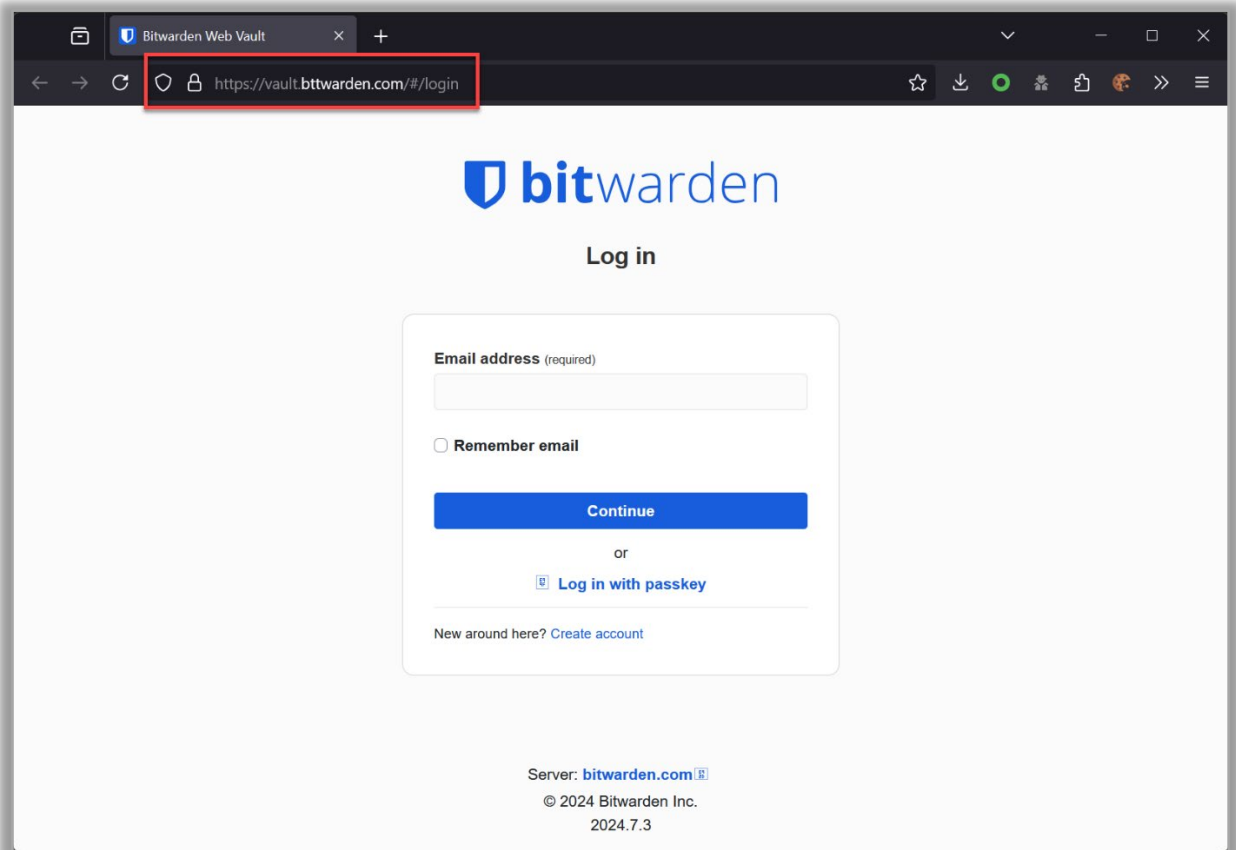 Bitwarden Web Vault
https://vault.bttwarden.com/#/login
bitwarden
Log in
Email address (required)
Remember email
Continue
or
Log in with passkey
New around here? Create account
Server: bitwarden.com
© 2024 Bitwarden Inc.
2024.7.3